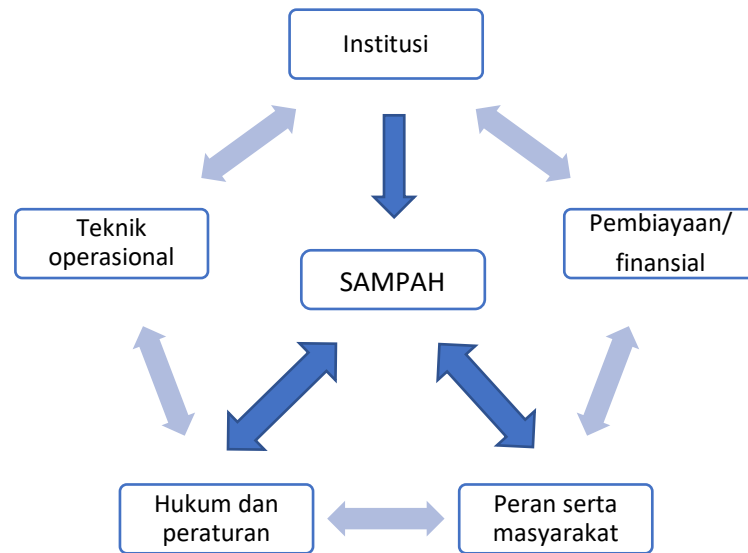 Institusi
Teknik
operasional
Pembiayaan/
finansial
SAMPAH
Hukum dan
peraturan
Peran serta
masyarakat